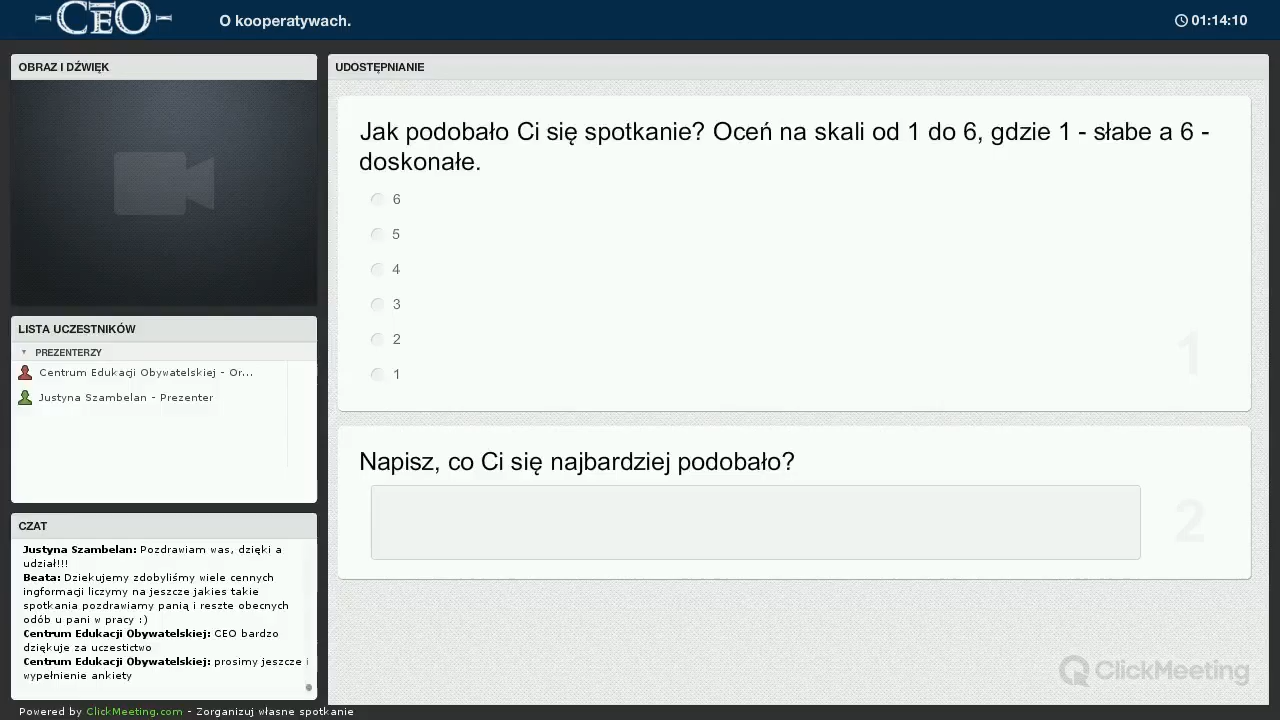 CEO
O kooperatywach.
01:14:10
OBRAZ I DŹWIĘK
LISTA UCZESTNIKÓW
PREZENTERZY
Centrum Edukacji Obywatelskiej - Or...
Justyna Szambelan - Prezenter
CZAT
Justyna Szambelan: Pozdrawiam was, dzięki a
udział!!!
Beata: Dziekujemy zdobyliśmy wiele cennych
ingformacji liczymy na jeszcze jakies takie
spotkania pozdrawiamy panią i reszte obecnych
odób u pani w pracy :)
Centrum Edukacji Obywatelskiej: CEO bardzo
dziękuje za uczestictwo
Centrum Edukacji Obywatelskiej: prosimy jeszcze i
wypełnienie ankiety
UDOSTĘPNIANIE
Jak podobało Ci się spotkanie? Oceń na skali od 1 do 6, gdzie 1 - słabe a 6 -
doskonałe.
6
5
4
3
2
1
1
Napisz, co Ci się najbardziej podobało?
2
ClickMeeting
Powered by ClickMeeting.com - Zorganizuj własne spotkanie